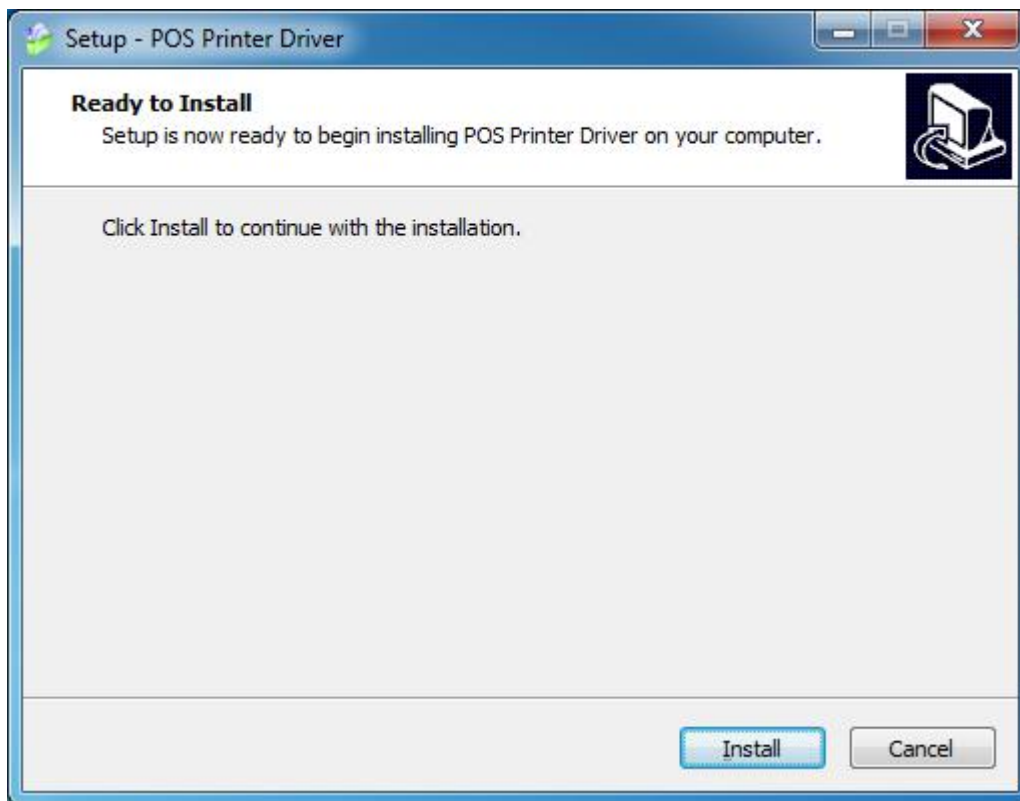 Setup - POS Printer Driver
Ready to Install
Setup is now ready to begin installing POS Printer Driver on your computer.
Click Install to continue with the installation.
Install
Cancel